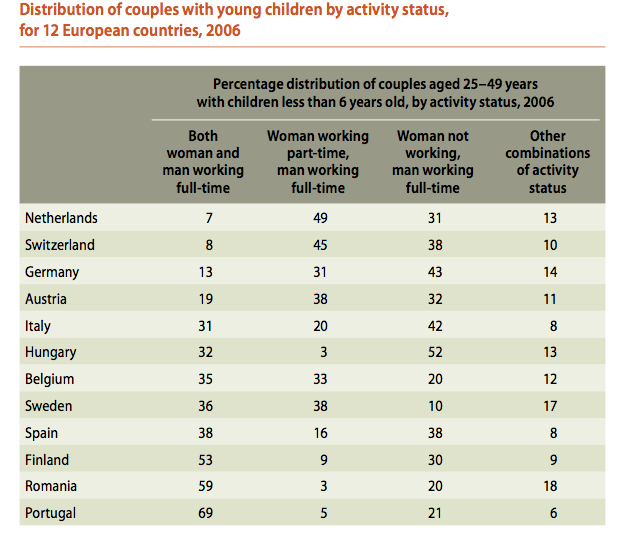 Distribution of couples with young children by activity status,
for 12 European countries, 2006
Percentage distribution of couples aged 25–49 years
with children less than 6 years old, by activity status, 2006
Both woman and man working full-time
Woman working part-time, man working full-time
Woman not working, man working full-time
Other combinations of activity status
Netherlands 7 49 31 13
Switzerland 8 45 38 10
Germany 13 31 43 14
Austria 19 38 32 11
Italy 31 20 42 8
Hungary 32 3 52 13
Belgium 35 33 20 12
Sweden 36 38 10 17
Spain 38 16 38 8
Finland 53 9 30 9
Romania 59 3 20 18
Portugal 69 5 21 6